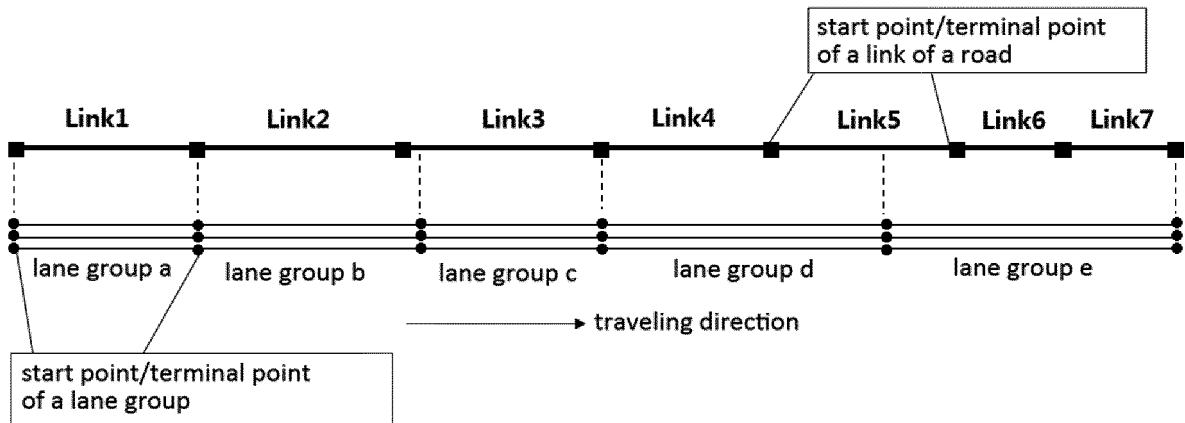 start point/terminal point
of a link of a road
Link1 Link2 Link3 Link4 Link5 Link6 Link7
lane group a lane group b lane group c lane group d lane group e
traveling direction
start point/terminal point
of a lane group